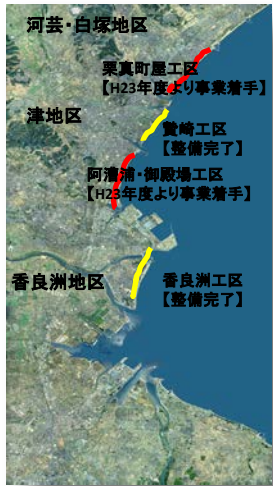 河芸・白塚地区
栗真町屋工区
【H23年度より事業着手】
津地区
贄崎工区
【整備完了】
阿漕浦・御殿場工区
【H23年度より事業着手】
香良洲地区
香良洲工区
【整備完了】